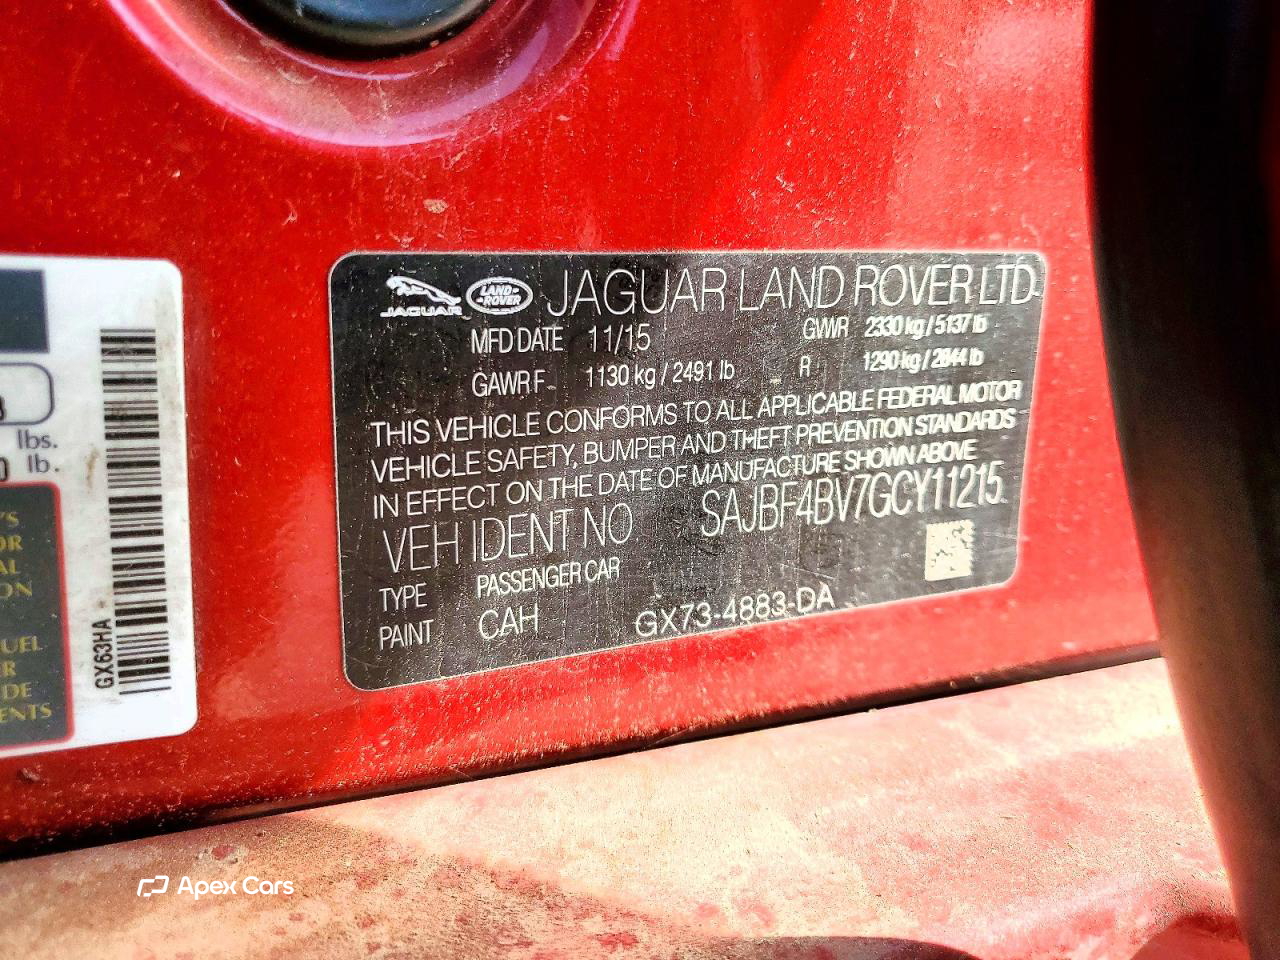 JAGUAR LAND-ROVER JAGUAR LAND ROVER LTD
MFD DATE 11/15 GVWR 2330 kg / 5137 lb
GAWR F 1130 kg / 2491 lb R 1290 kg / 2844 lb
THIS VEHICLE CONFORMS TO ALL APPLICABLE FEDERAL MOTOR
VEHICLE SAFETY, BUMPER AND THEFT PREVENTION STANDARDS
IN EFFECT ON THE DATE OF MANUFACTURE SHOWN ABOVE
VEH IDENT NO SAJBF4BV7GCY11215
TYPE PASSENGER CAR
PAINT CAH GX73-4883-DA
lbs.
lb.
GX63HA
Apex Cars